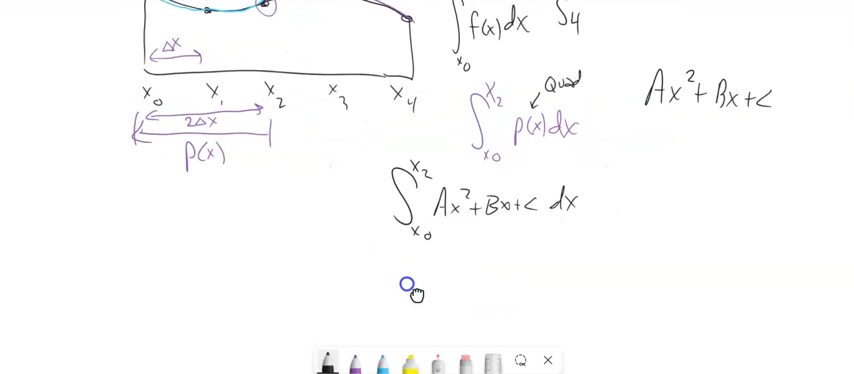 ∫ₓ₀ f(x)dx S₄
Δx
x₀ x₁ x₂ x₃ x₄
2Δx
p(x)
Quad
∫ₓ₀^x₂ p(x)dx
Ax² + Bx + C
∫ₓ₀^x₂ Ax² + Bx + C dx